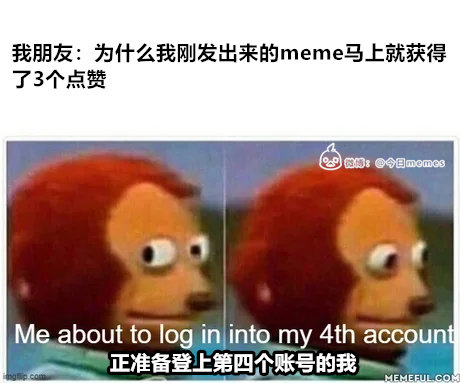 我朋友：为什么我刚发出来的meme马上就获得
了3个点赞
微博：@今日memes
Me about to log in into my 4th account
正准备登上第四个账号的我
imgflip.com
MEMEFUL.COM